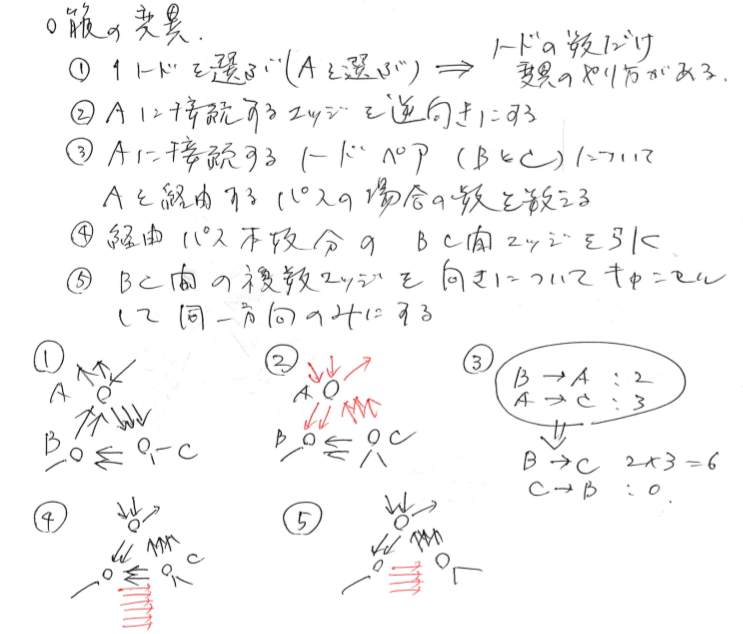 ○ 箙の変異.
① 1ノードを選ぶ(Aを選ぶ) ⇒ ノードの数だけ
変異のやり方がある.
② Aに接続するエッジを逆向きにする
③ Aに接続するノードペア (BとC)について
Aを経由するパスの場合の数を数える
④ 経由パス本数分の BC間エッジを引く
⑤ BC間の複数エッジを向きについてキャンセル
して同一方向のみにする
① A B C
② A B C
③ B→A : 2
A→C : 3
⇓
B→C 2×3=6
C→B : 0.
④ C
⑤